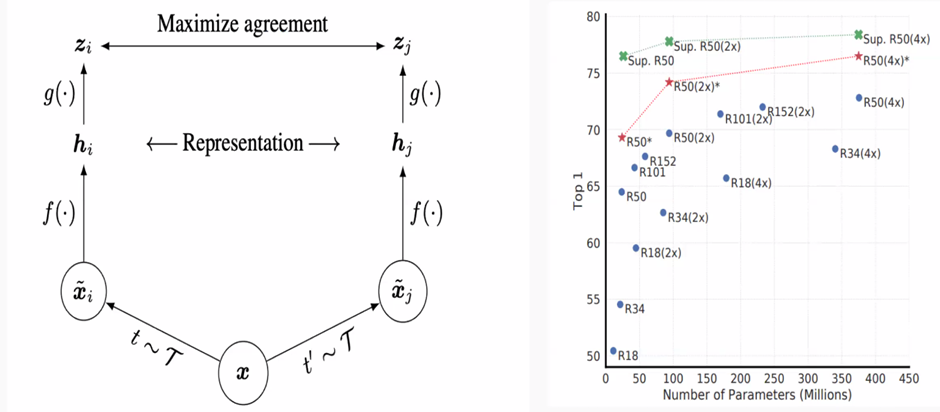 Maximize agreement
z_i z_j
g(·) g(·)
h_i ← Representation → h_j
f(·) f(·)
x̃_i x̃_j
t ∼ T t′ ∼ T
x
80
75
70
65
60
55
50
Top 1
Sup. R50
Sup. R50(2x)
Sup. R50(4x)
R50(4x)*
R50(2x)*
R50(4x)
R101(2x)
R152(2x)
R50*
R50(2x)
R34(4x)
R152
R101
R18(4x)
R50
R34(2x)
R18(2x)
R34
R18
0 50 100 150 200 250 300 350 400 450
Number of Parameters (Millions)